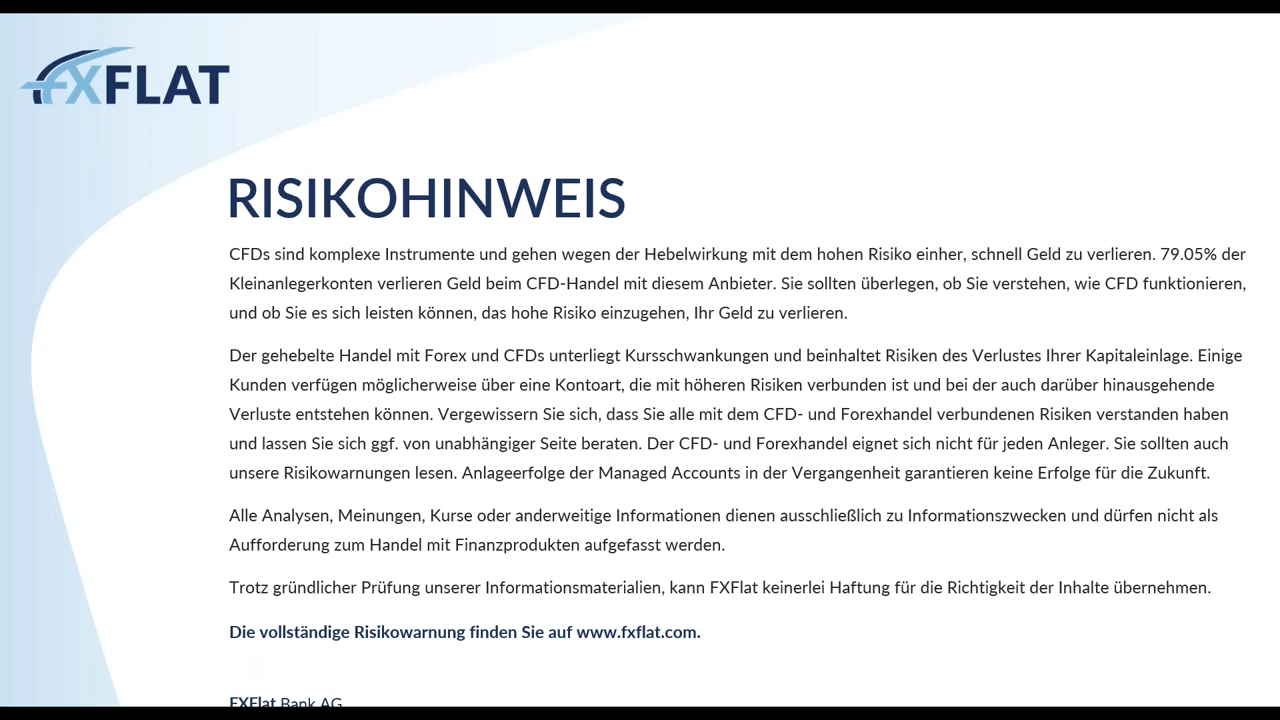 FXFLAT
RISIKOHINWEIS
CFDs sind komplexe Instrumente und gehen wegen der Hebelwirkung mit dem hohen Risiko einher, schnell Geld zu verlieren. 79.05% der
Kleinanlegerkonten verlieren Geld beim CFD-Handel mit diesem Anbieter. Sie sollten überlegen, ob Sie verstehen, wie CFD funktionieren,
und ob Sie es sich leisten können, das hohe Risiko einzugehen, Ihr Geld zu verlieren.
Der gehebelte Handel mit Forex und CFDs unterliegt Kursschwankungen und beinhaltet Risiken des Verlustes Ihrer Kapitaleinlage. Einige
Kunden verfügen möglicherweise über eine Kontoart, die mit höheren Risiken verbunden ist und bei der auch darüber hinausgehende
Verluste entstehen können. Vergewissern Sie sich, dass Sie alle mit dem CFD- und Forexhandel verbundenen Risiken verstanden haben
und lassen Sie sich ggf. von unabhängiger Seite beraten. Der CFD- und Forexhandel eignet sich nicht für jeden Anleger. Sie sollten auch
unsere Risikowarnungen lesen. Anlageerfolge der Managed Accounts in der Vergangenheit garantieren keine Erfolge für die Zukunft.
Alle Analysen, Meinungen, Kurse oder anderweitige Informationen dienen ausschließlich zu Informationszwecken und dürfen nicht als
Aufforderung zum Handel mit Finanzprodukten aufgefasst werden.
Trotz gründlicher Prüfung unserer Informationsmaterialien, kann FXFlat keinerlei Haftung für die Richtigkeit der Inhalte übernehmen.
Die vollständige Risikowarnung finden Sie auf www.fxflat.com.
FXFlat Bank AG